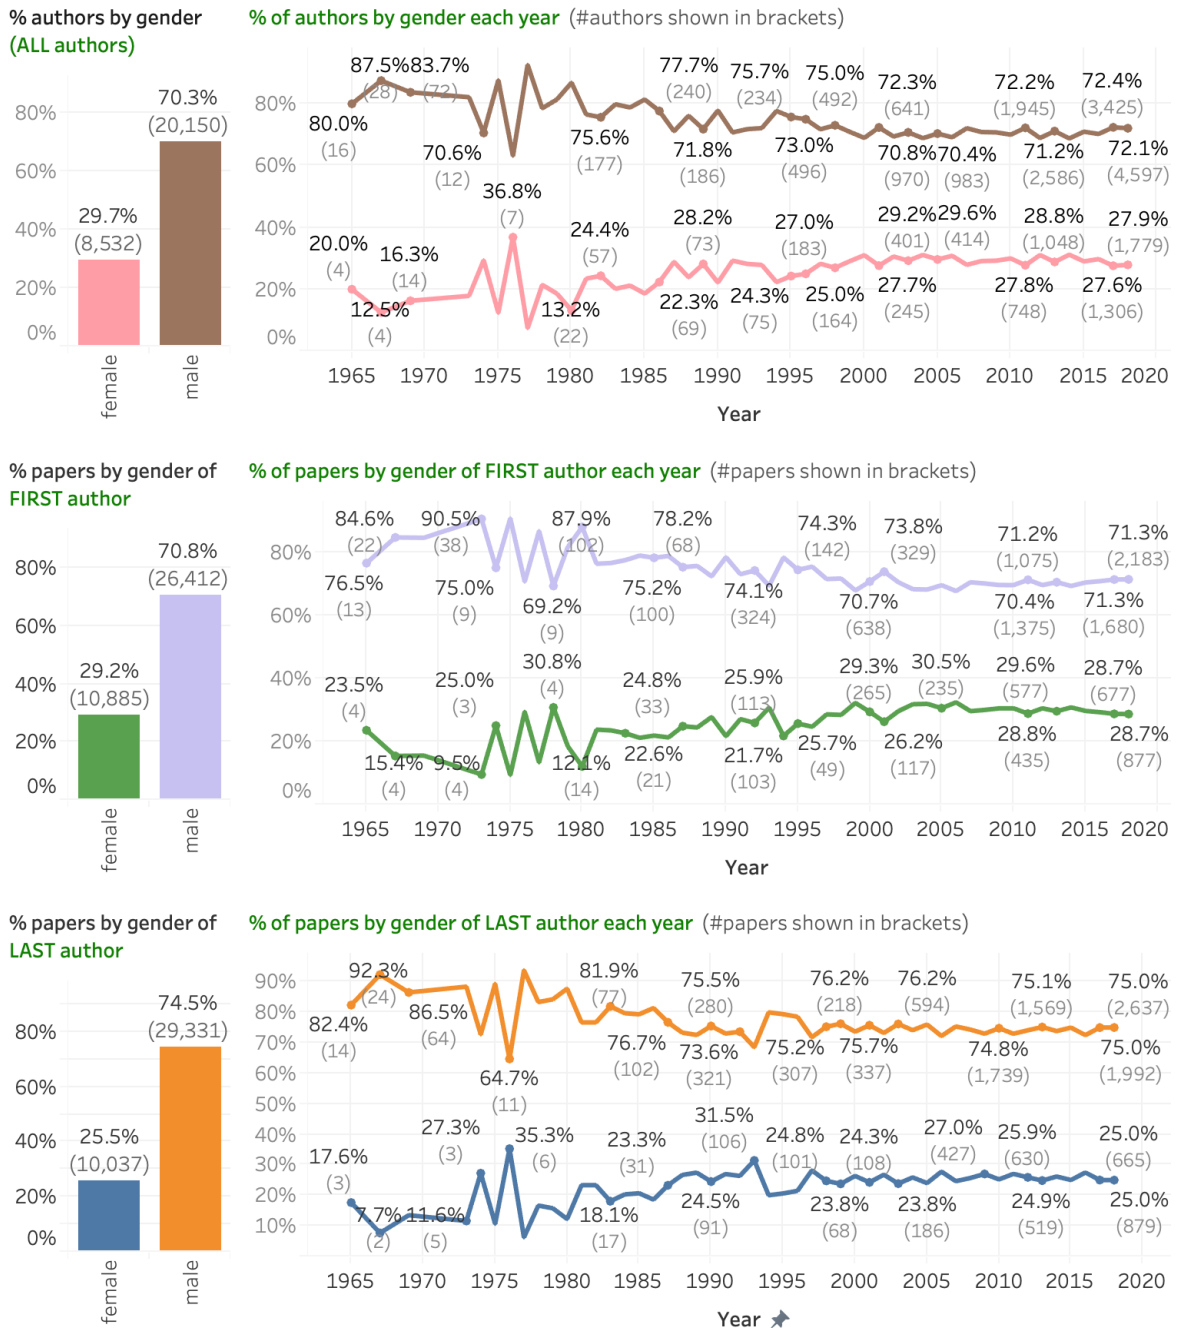 % authors by gender
(ALL authors)
% of authors by gender each year (#authors shown in brackets)
80%
60%
40%
20%
0%
29.7%
(8,532)
70.3%
(20,150)
female
male
80%
60%
40%
20%
0%
87.5% 83.7% 77.7% 75.7% 75.0% 72.3% 72.2% 72.4%
(28) (72) (240) (234) (492) (641) (1,945) (3,425)
80.0% 70.6% 75.6% 71.8% 73.0% 70.8% 70.4% 71.2% 72.1%
(16) (12) (177) (186) (496) (970) (983) (2,586) (4,597)
20.0% 16.3% 36.8% 24.4% 28.2% 27.0% 29.2% 29.6% 28.8% 27.9%
(4) (14) (7) (57) (73) (183) (401) (414) (1,048) (1,779)
12.5% 13.2% 22.3% 24.3% 25.0% 27.7% 27.8% 27.6%
(4) (22) (69) (75) (164) (245) (748) (1,306)
1965 1970 1975 1980 1985 1990 1995 2000 2005 2010 2015 2020
Year
% papers by gender of
FIRST author
% of papers by gender of FIRST author each year (#papers shown in brackets)
80%
60%
40%
20%
0%
29.2%
(10,885)
70.8%
(26,412)
female
male
80%
60%
40%
20%
0%
84.6% 90.5% 87.9% 78.2% 74.3% 73.8% 71.2% 71.3%
(22) (38) (102) (68) (142) (329) (1,075) (2,183)
76.5% 75.0% 69.2% 75.2% 74.1% 70.7% 70.4% 71.3%
(13) (9) (9) (100) (324) (638) (1,375) (1,680)
23.5% 25.0% 30.8% 24.8% 25.9% 29.3% 30.5% 29.6% 28.7%
(4) (3) (4) (33) (113) (265) (235) (577) (677)
15.4% 9.5% 12.1% 22.6% 21.7% 25.7% 26.2% 28.8% 28.7%
(4) (4) (14) (21) (103) (49) (117) (435) (877)
1965 1970 1975 1980 1985 1990 1995 2000 2005 2010 2015 2020
Year
% papers by gender of
LAST author
% of papers by gender of LAST author each year (#papers shown in brackets)
80%
60%
40%
20%
0%
25.5%
(10,037)
74.5%
(29,331)
female
male
90%
80%
70%
60%
50%
40%
30%
20%
10%
92.3% 81.9% 75.5% 76.2% 76.2% 75.1% 75.0%
(24) (77) (280) (218) (594) (1,569) (2,637)
82.4% 86.5% 64.7% 76.7% 73.6% 75.2% 75.7% 74.8% 75.0%
(14) (64) (11) (102) (321) (307) (337) (1,739) (1,992)
17.6% 27.3% 35.3% 23.3% 31.5% 24.8% 24.3% 27.0% 25.9% 25.0%
(3) (3) (6) (31) (106) (101) (108) (427) (630) (665)
7.7% 11.6% 18.1% 24.5% 23.8% 23.8% 24.9% 25.0%
(2) (5) (17) (91) (68) (186) (519) (879)
1965 1970 1975 1980 1985 1990 1995 2000 2005 2010 2015 2020
Year